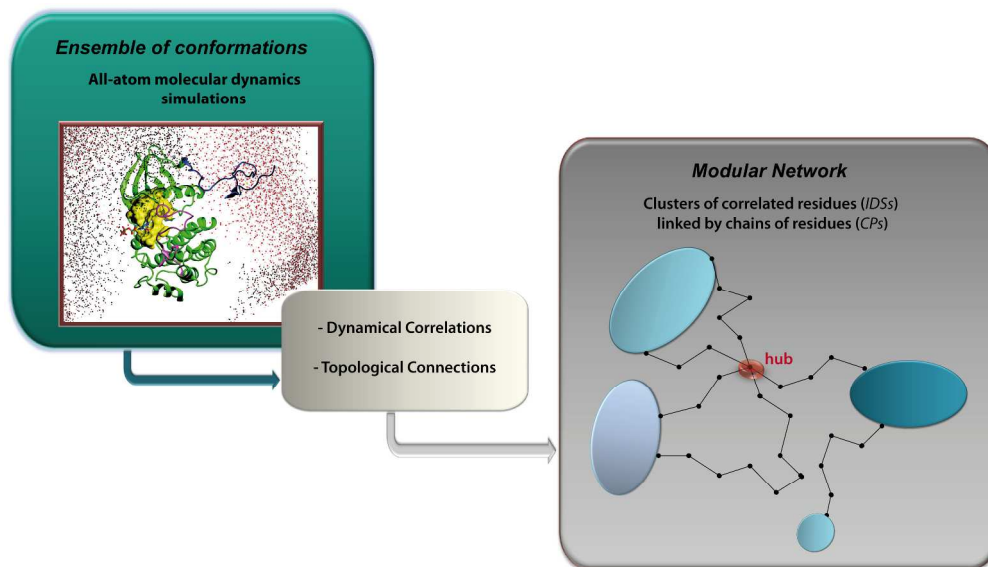 Ensemble of conformations
All-atom molecular dynamics
simulations
- Dynamical Correlations
- Topological Connections
Modular Network
Clusters of correlated residues (IDSs)
linked by chains of residues (CPs)
hub